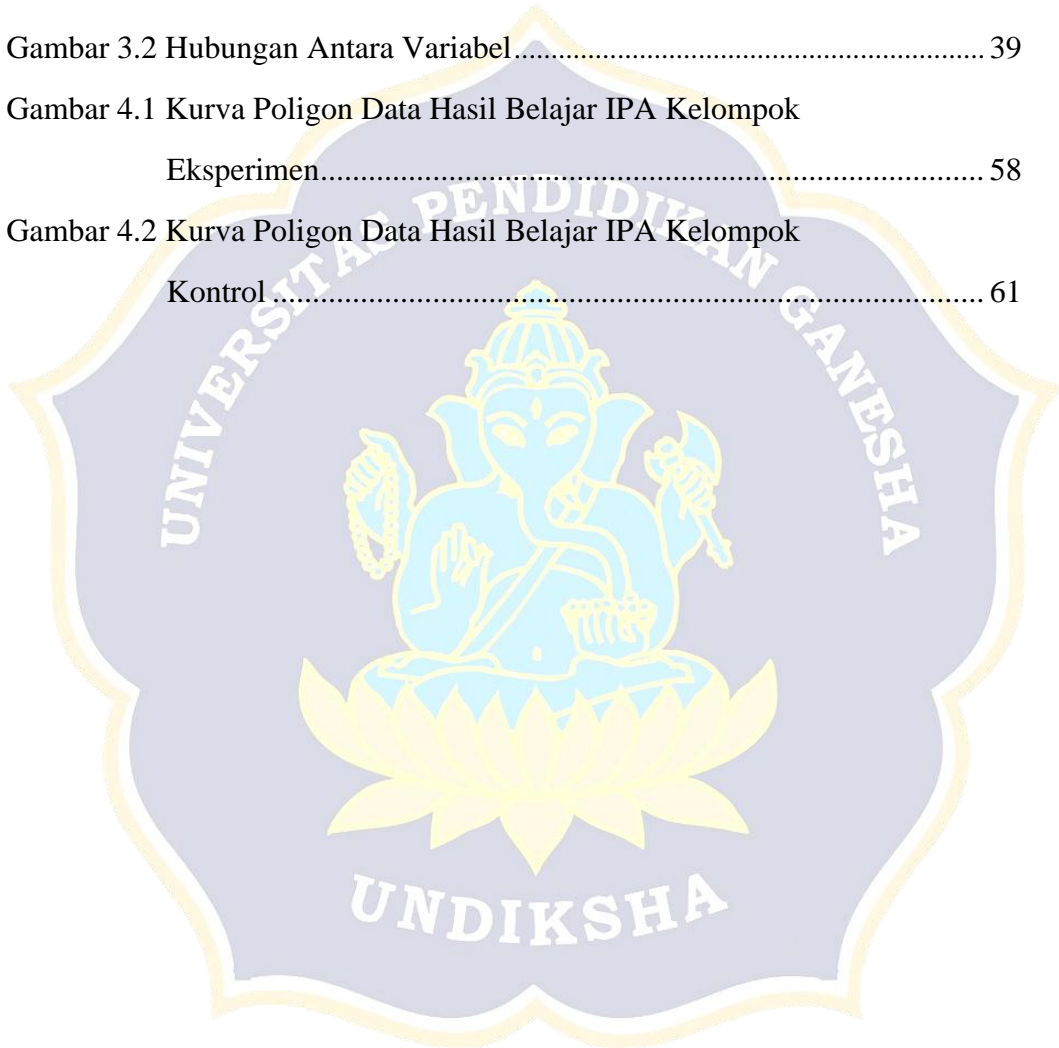 Gambar 3.2 Hubungan Antara Variabel............................................................. 39
Gambar 4.1 Kurva Poligon Data Hasil Belajar IPA Kelompok
Eksperimen.................................................................................... 58
Gambar 4.2 Kurva Poligon Data Hasil Belajar IPA Kelompok
Kontrol .......................................................................................... 61
UNIVERSITAS PENDIDIKAN GANESHA
UNDIKSHA